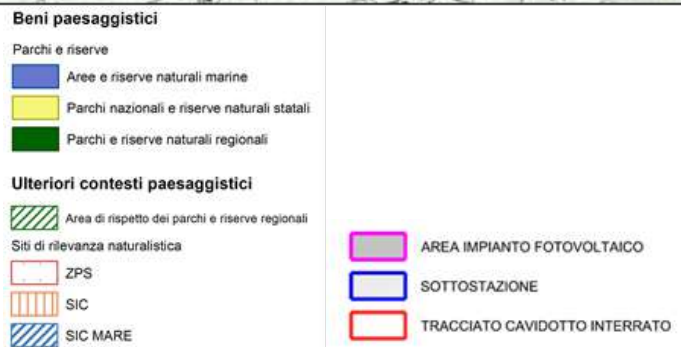 Beni paesaggistici
Parchi e riserve
Aree e riserve naturali marine
Parchi nazionali e riserve naturali statali
Parchi e riserve naturali regionali
Ulteriori contesti paesaggistici
Area di rispetto dei parchi e riserve regionali
Siti di rilevanza naturalistica
ZPS
SIC
SIC MARE
AREA IMPIANTO FOTOVOLTAICO
SOTTOSTAZIONE
TRACCIATO CAVIDOTTO INTERRATO